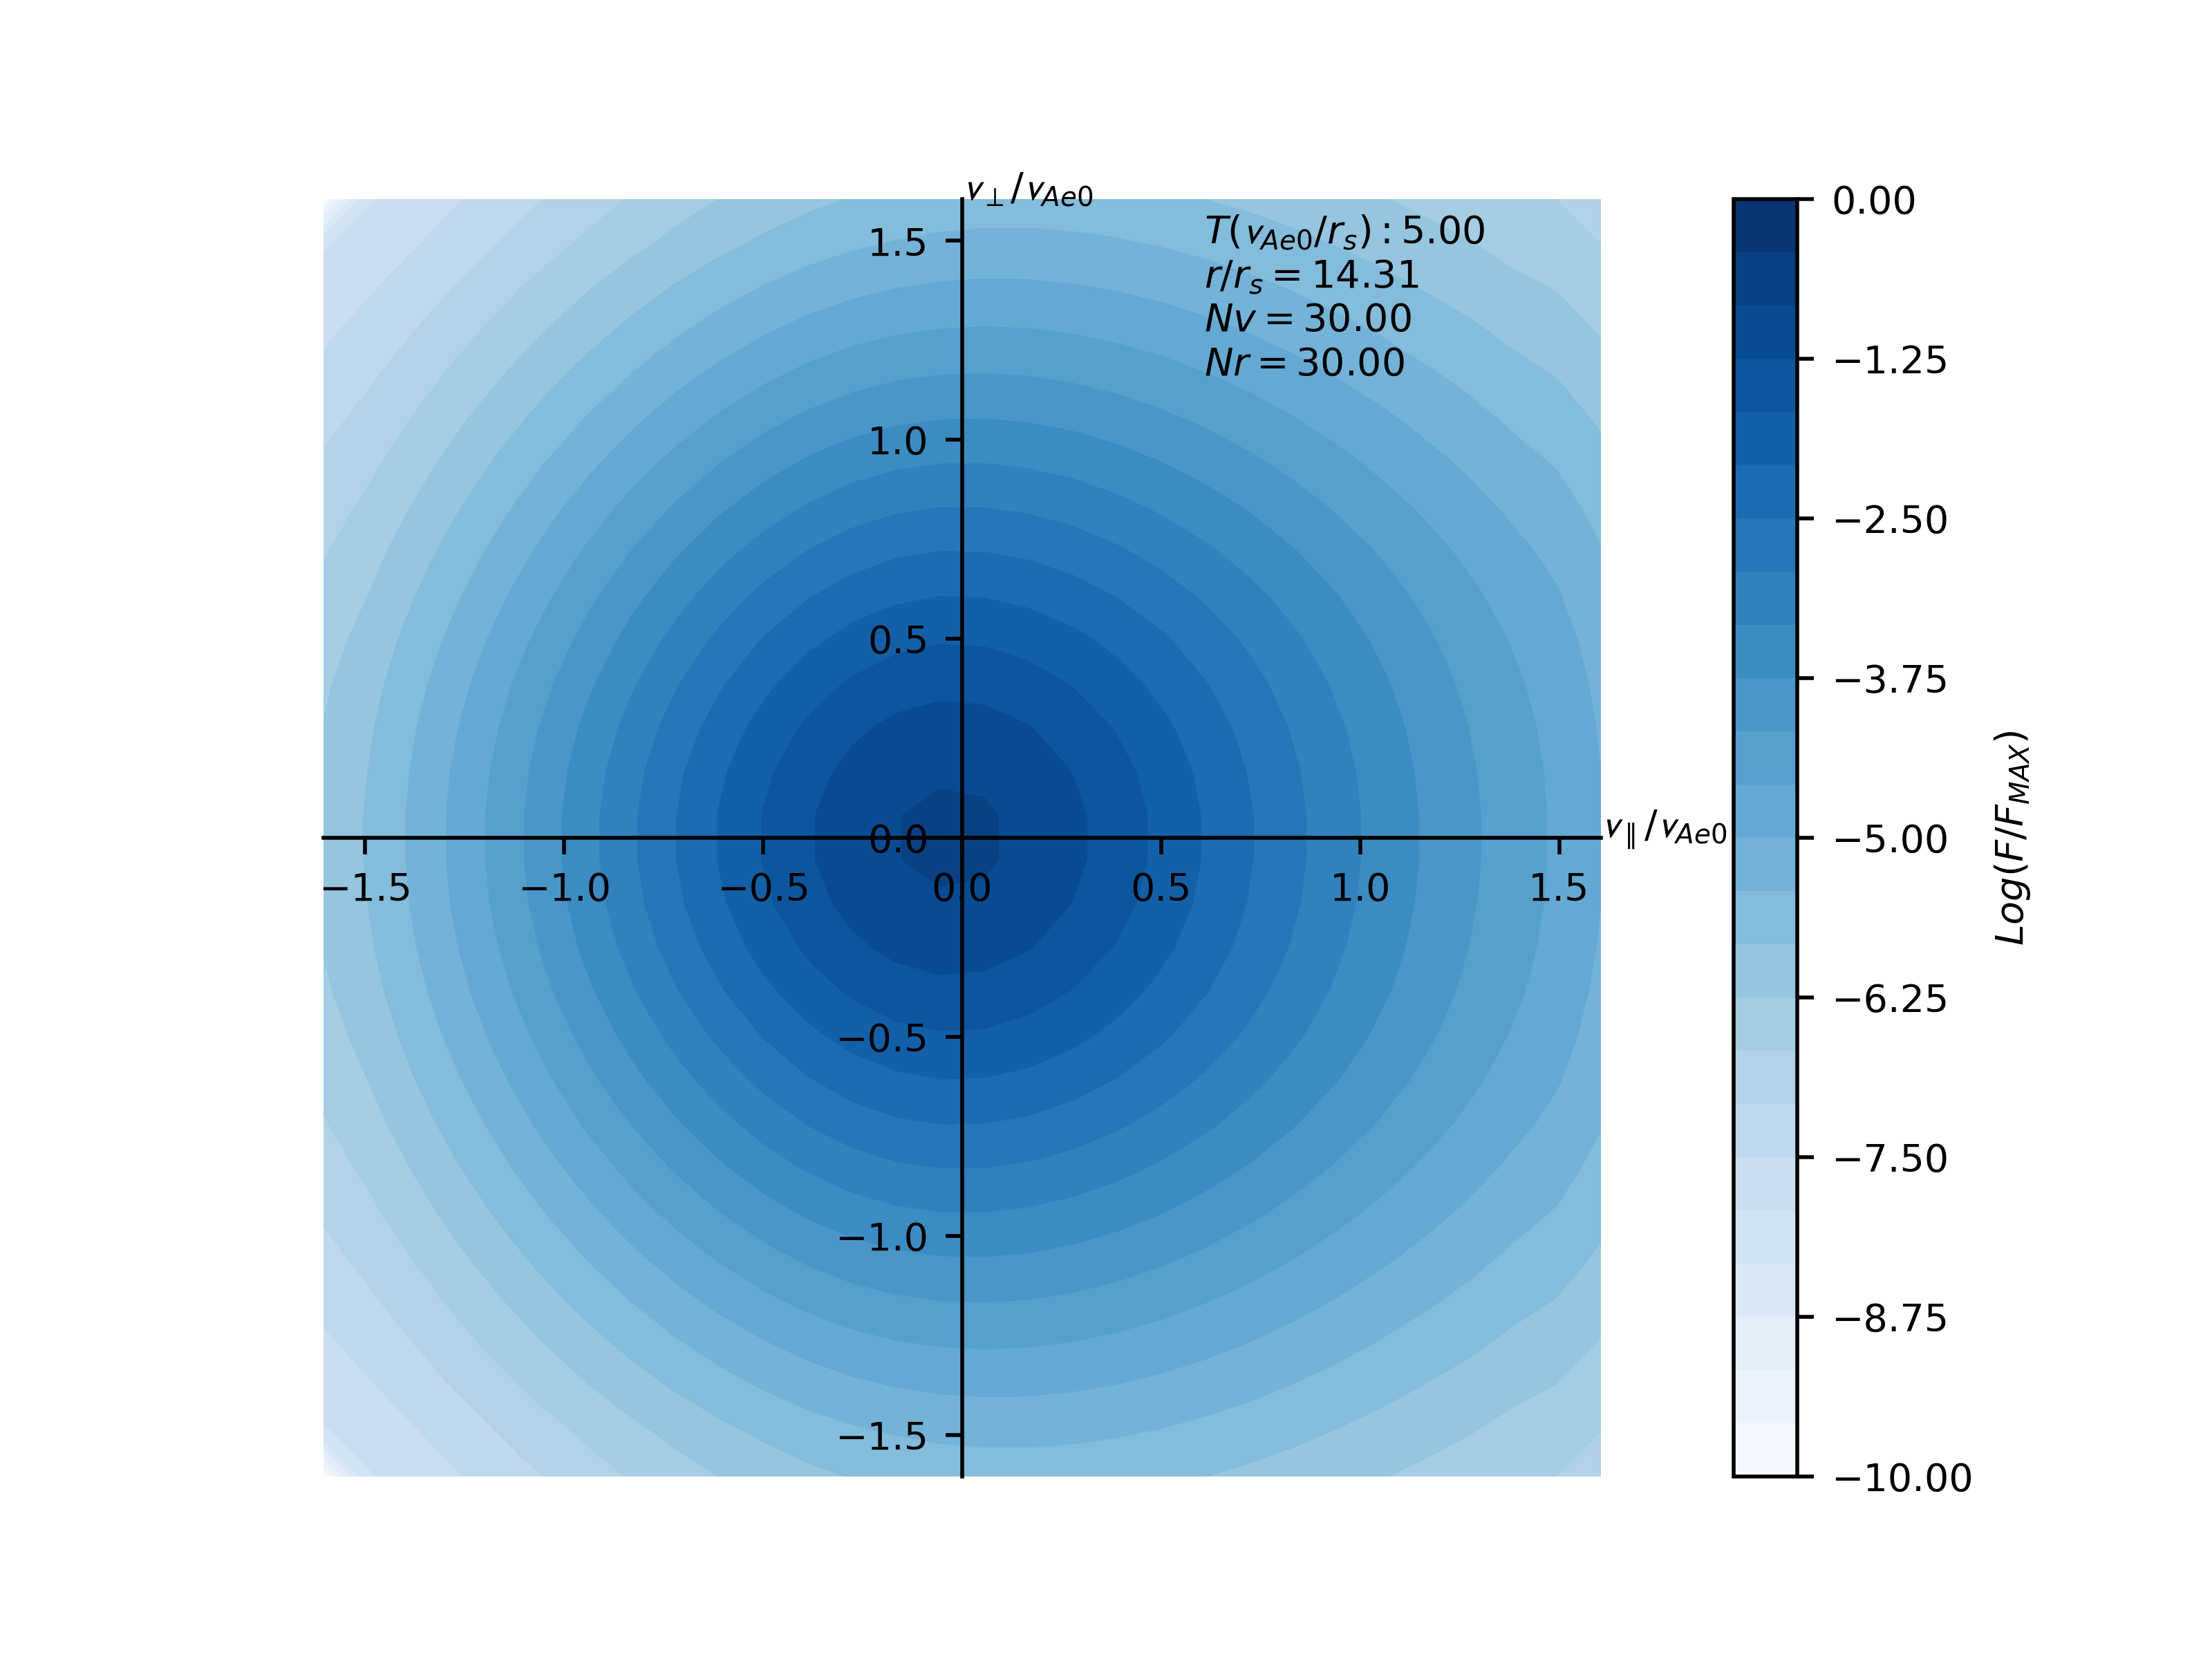 v⊥/vAe0
T(vAe0/rs) : 5.00
r/rs = 14.31
Nv = 30.00
Nr = 30.00
1.5
1.0
0.5
0.0
−0.5
−1.0
−1.5
−1.5 −1.0 −0.5 0.0 0.5 1.0 1.5
v∥/vAe0
0.00
−1.25
−2.50
−3.75
−5.00
−6.25
−7.50
−8.75
−10.00
Log(F/FMAX)